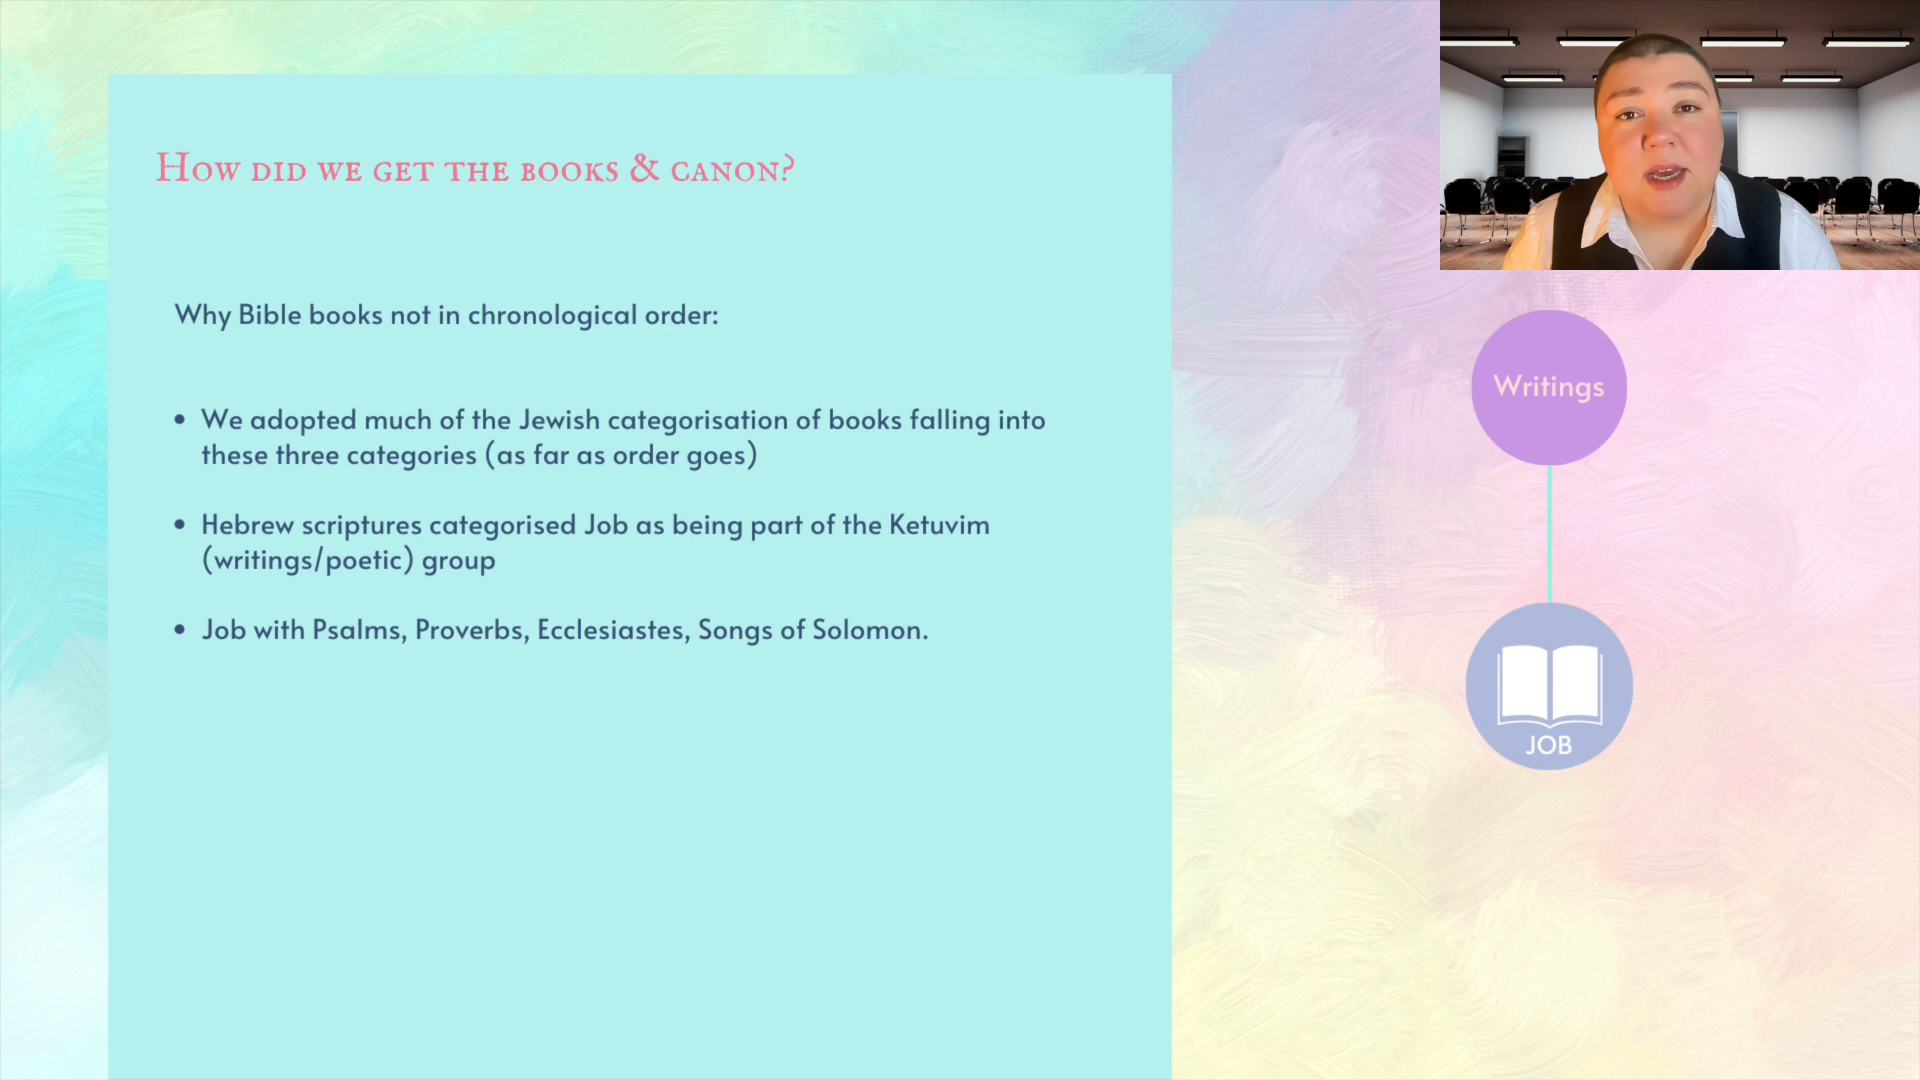 How did we get the books & canon?
Why Bible books not in chronological order:
• We adopted much of the Jewish categorisation of books falling into
these three categories (as far as order goes)
• Hebrew scriptures categorised Job as being part of the Ketuvim
(writings/poetic) group
• Job with Psalms, Proverbs, Ecclesiastes, Songs of Solomon.
Writings
JOB